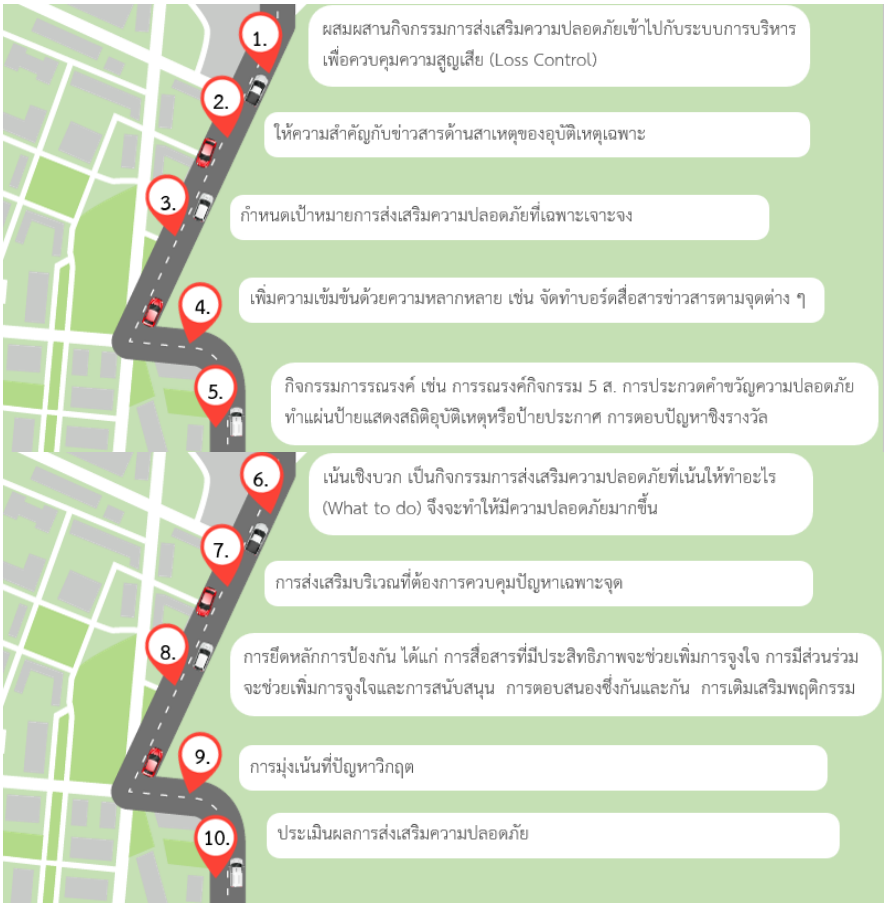 1.
ผสมผสานกิจกรรมการส่งเสริมความปลอดภัยเข้าไปกับระบบการบริหาร
เพื่อควบคุมความสูญเสีย (Loss Control)
2.
ให้ความสำคัญกับข่าวสารด้านสาเหตุของอุบัติเหตุเฉพาะ
3.
กำหนดเป้าหมายการส่งเสริมความปลอดภัยที่เฉพาะเจาะจง
4.
เพิ่มความเข้มข้นด้วยความหลากหลาย เช่น จัดทำบอร์ดสื่อสารข่าวสารตามจุดต่าง ๆ
5.
กิจกรรมการรณรงค์ เช่น การรณรงค์กิจกรรม 5 ส. การประกวดคำขวัญความปลอดภัย
ทำแผ่นป้ายแสดงสถิติอุบัติเหตุหรือป้ายประกาศ การตอบปัญหาชิงรางวัล
6.
เน้นเชิงบวก เป็นกิจกรรมการส่งเสริมความปลอดภัยที่เน้นให้ทำอะไร
(What to do) จึงจะทำให้มีความปลอดภัยมากขึ้น
7.
การส่งเสริมบริเวณที่ต้องการควบคุมปัญหาเฉพาะจุด
8.
การยึดหลักการป้องกัน ได้แก่ การสื่อสารที่มีประสิทธิภาพจะช่วยเพิ่มการจูงใจ การมีส่วนร่วม
จะช่วยเพิ่มการจูงใจและการสนับสนุน การตอบสนองซึ่งกันและกัน การเติมเสริมพฤติกรรม
9.
การมุ่งเน้นที่ปัญหาวิกฤต
10.
ประเมินผลการส่งเสริมความปลอดภัย